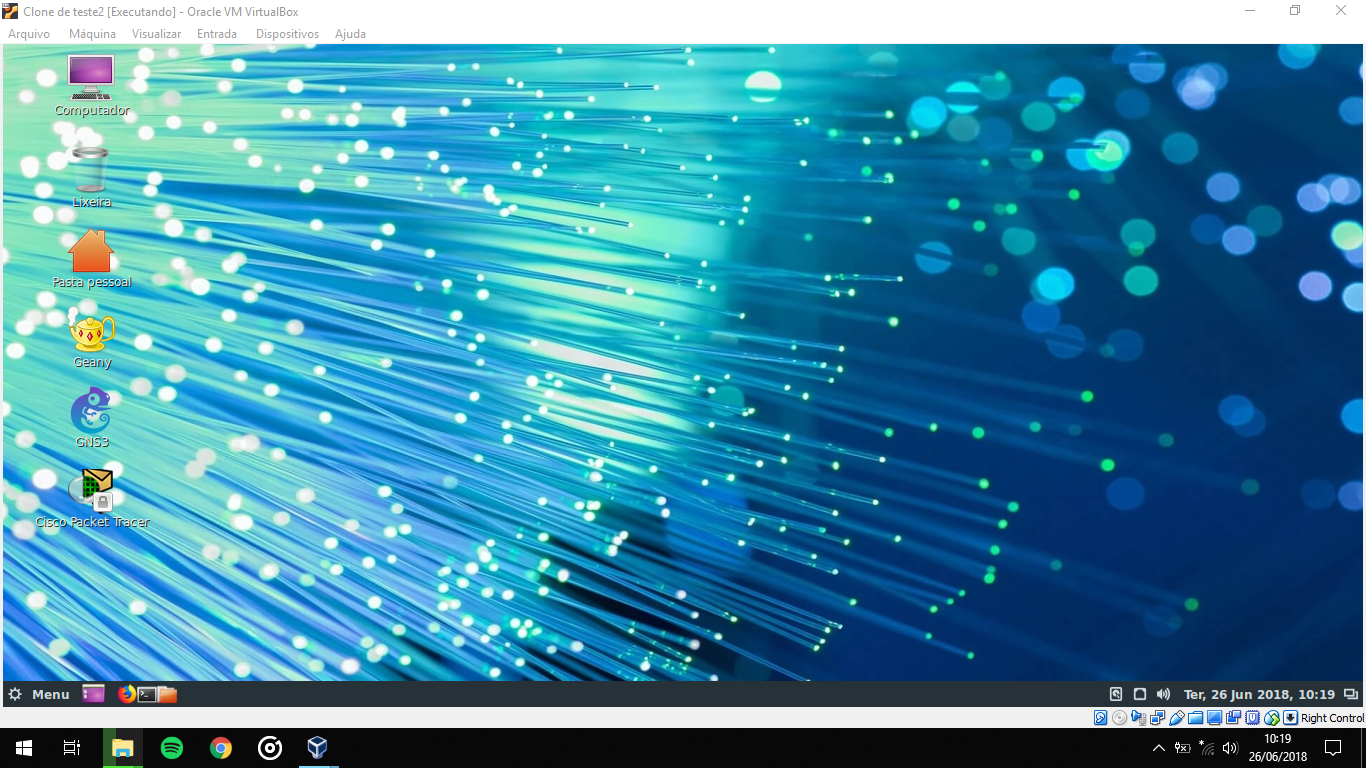 Clone de teste2 [Executando] - Oracle VM VirtualBox
Arquivo Máquina Visualizar Entrada Dispositivos Ajuda
Computador
Lixeira
Pasta pessoal
Geany
GNS3
Cisco Packet Tracer
Menu
Ter, 26 Jun 2018, 10:19
Right Control
10:19
26/06/2018